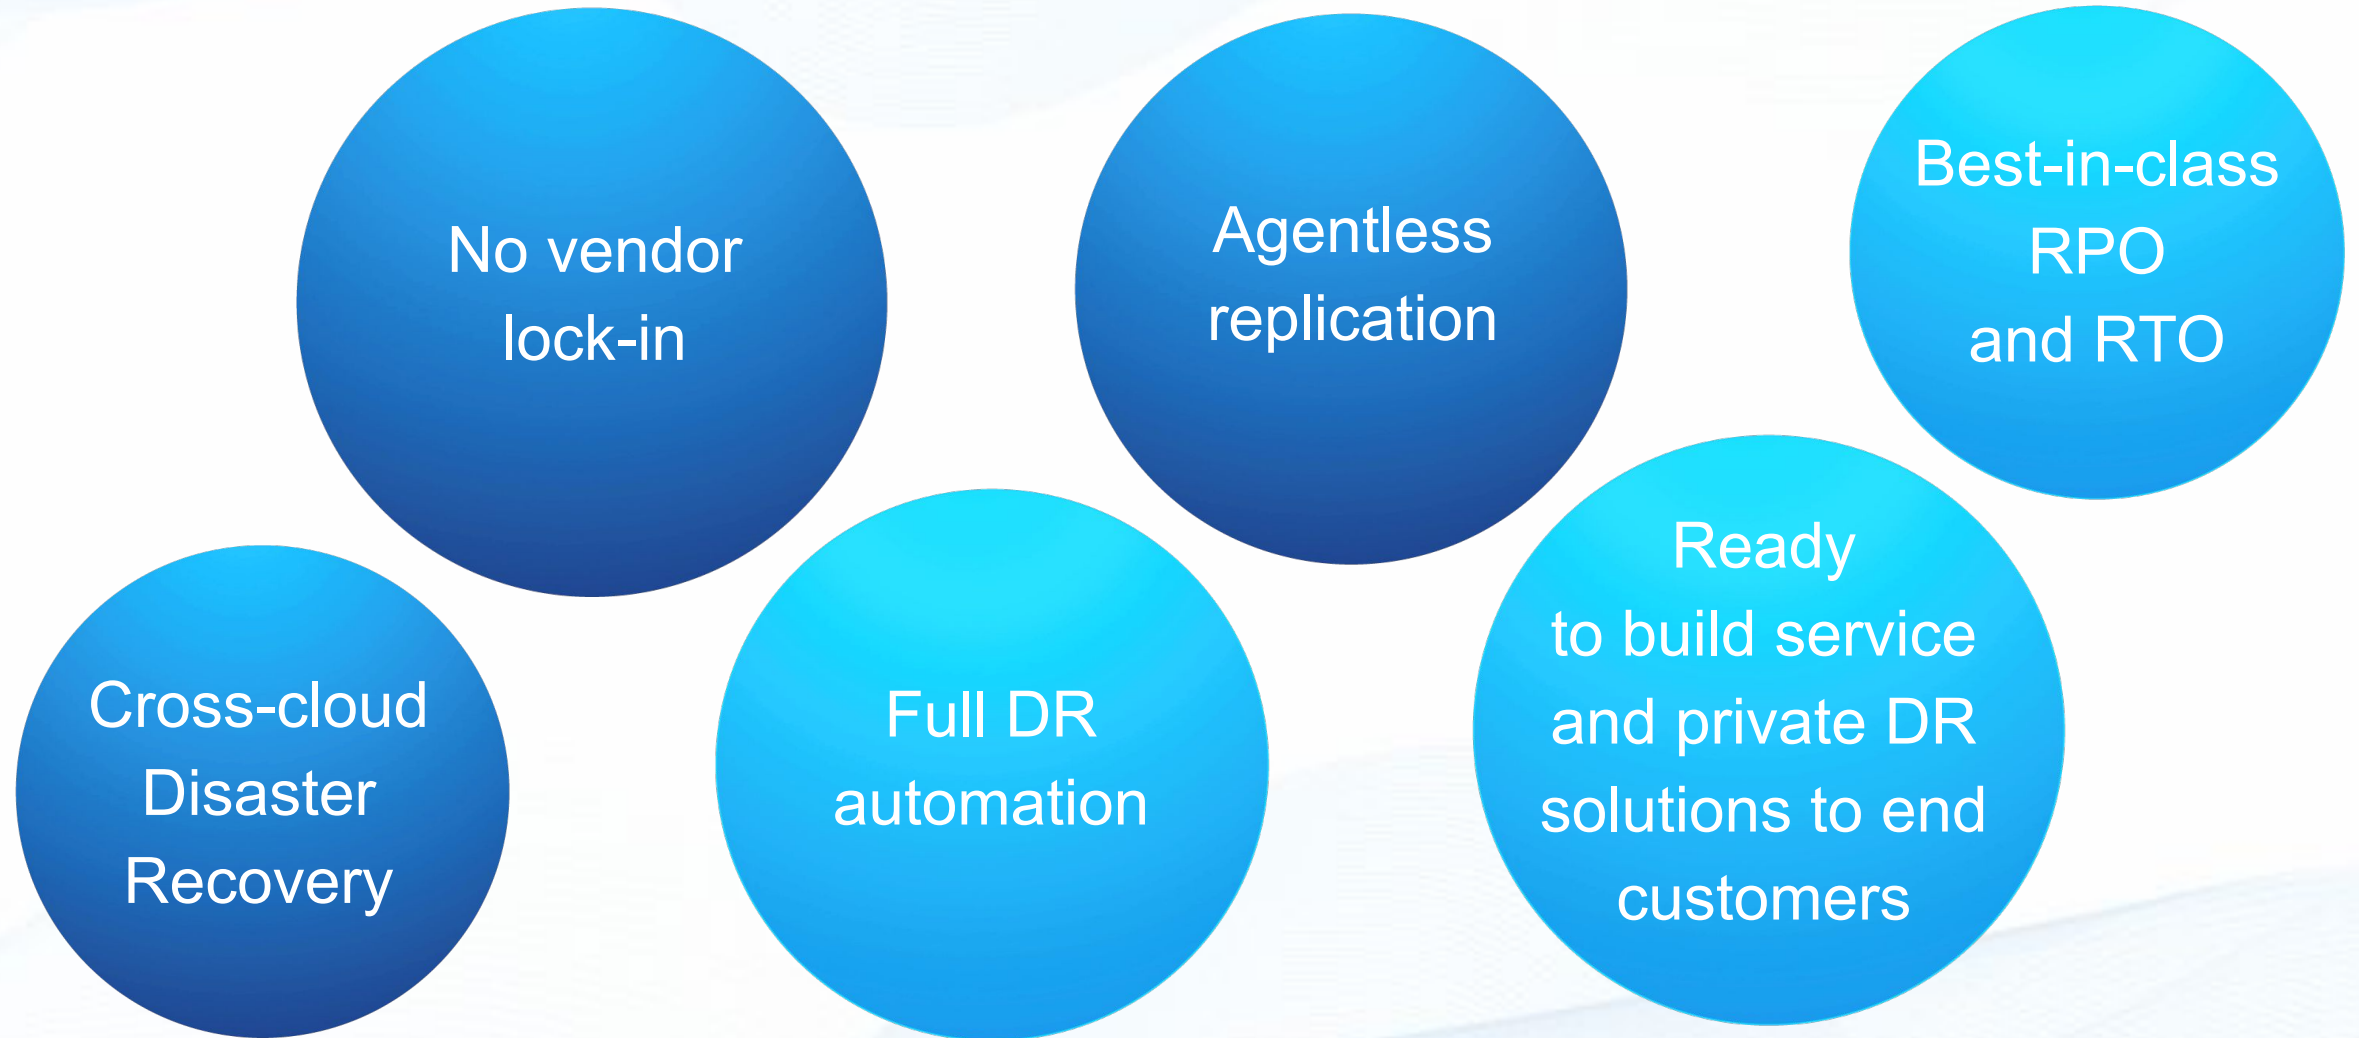 No vendor
lock-in
Agentless
replication
Best-in-class
RPO
and RTO
Cross-cloud
Disaster
Recovery
Full DR
automation
Ready
to build service
and private DR
solutions to end
customers